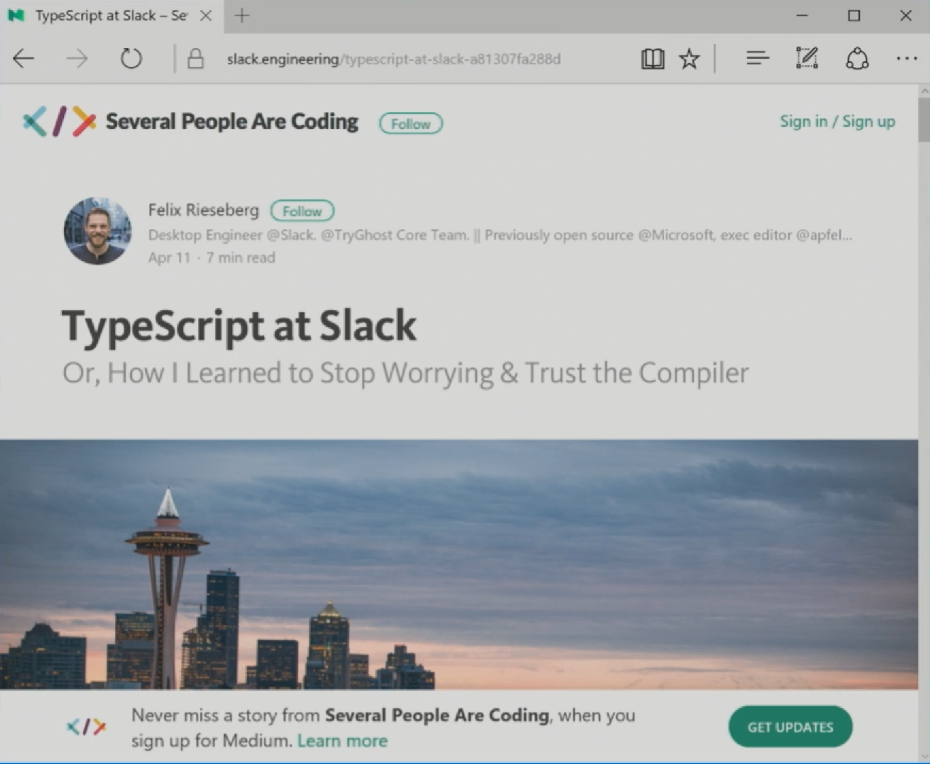 TypeScript at Slack – Se
slack.engineering/typescript-at-slack-a81307fa288d
Several People Are Coding
Follow
Sign in / Sign up
Felix Rieseberg
Follow
Desktop Engineer @Slack. @TryGhost Core Team. || Previously open source @Microsoft, exec editor @apfel...
Apr 11 · 7 min read
TypeScript at Slack
Or, How I Learned to Stop Worrying & Trust the Compiler
Never miss a story from Several People Are Coding, when you
sign up for Medium. Learn more
GET UPDATES